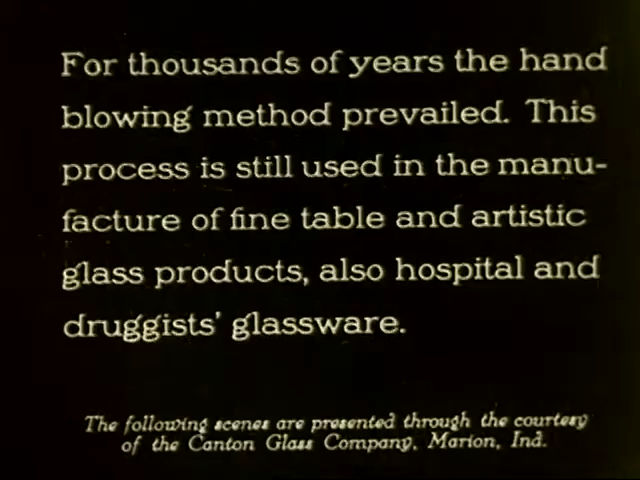 For thousands of years the hand
blowing method prevailed. This
process is still used in the manu-
facture of fine table and artistic
glass products, also hospital and
druggists' glassware.
The following scenes are presented through the courtesy
of the Canton Glass Company, Marion, Ind.